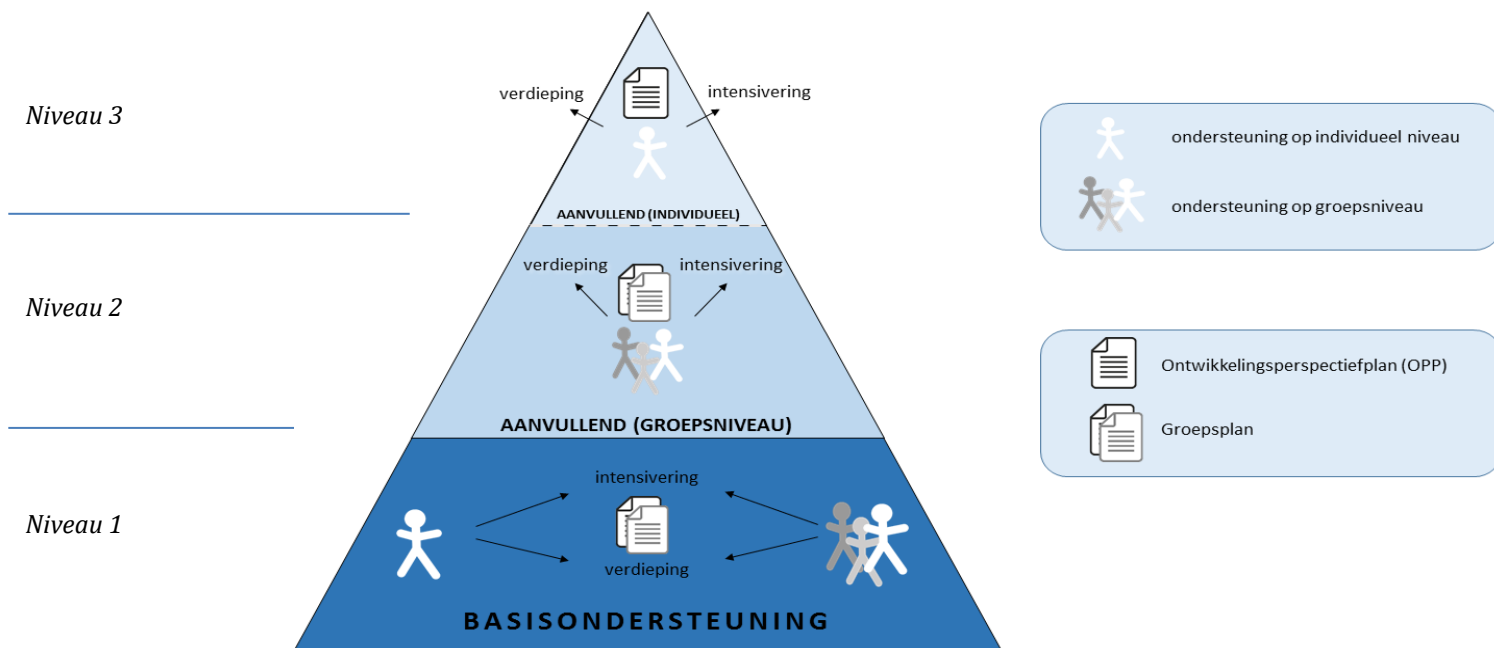 Niveau 3
verdieping
intensivering
AANVULLEND (INDIVIDUEEL)
Niveau 2
verdieping
intensivering
AANVULLEND (GROEPSNIVEAU)
Niveau 1
intensivering
verdieping
BASISONDERSTEUNING
ondersteuning op individueel niveau
ondersteuning op groepsniveau
Ontwikkelingsperspectiefplan (OPP)
Groepsplan